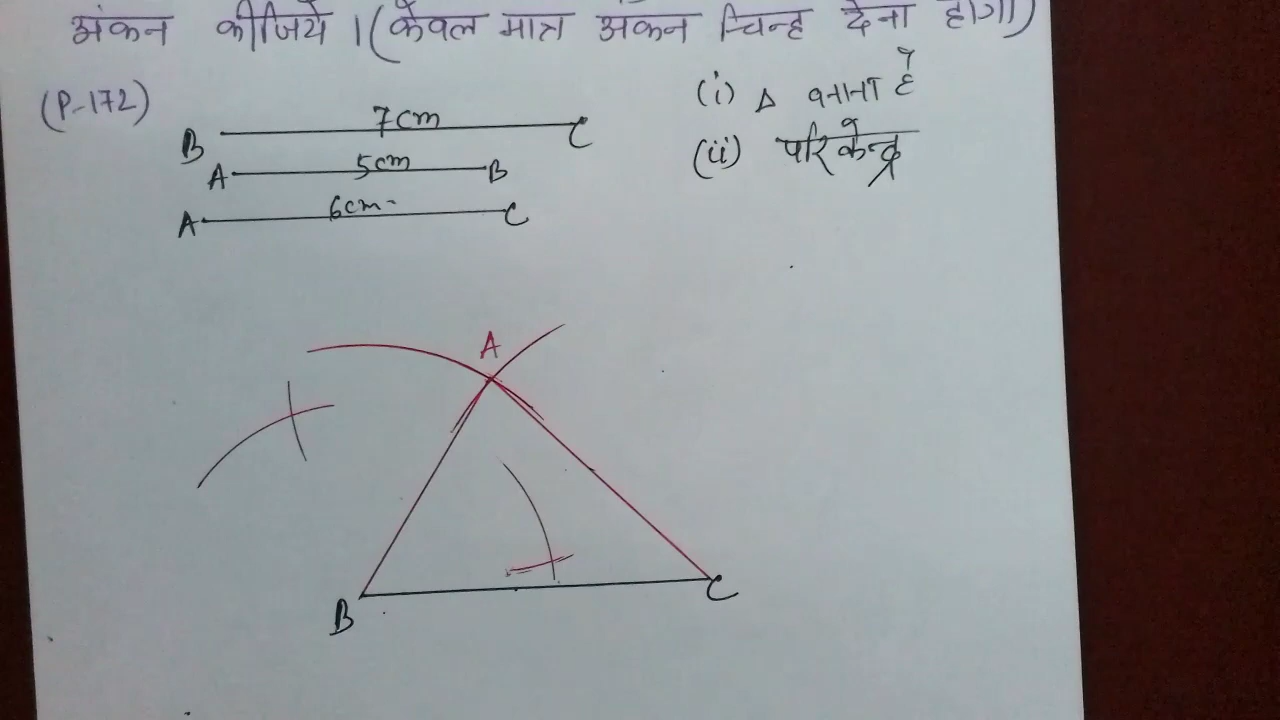 अंकन कीजिये । (केवल मात्र अंकन चिन्ह देना होगा)
(P-172)
(i) Δ बनाना है
(ii) परिकेन्द्र
B 7cm C
A 5cm B
A 6cm- C
A
B
C